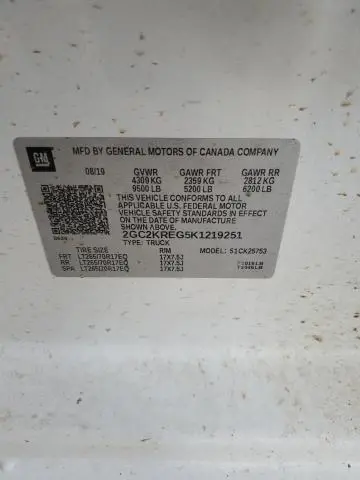 GM
MFD BY GENERAL MOTORS OF CANADA COMPANY
08/19 GVWR GAWR FRT GAWR RR
4309 KG 2359 KG 2812 KG
9500 LB 5200 LB 6200 LB
THIS VEHICLE CONFORMS TO ALL
APPLICABLE U.S. FEDERAL MOTOR
VEHICLE SAFETY STANDARDS IN EFFECT
ON THE DATE OF MANUFACTURE
SHOWN ABOVE.
2GC2KREG5K1219251
TYPE: TRUCK MODEL: 51CK25753
TIRE SIZE RIM
FRT LT265/70R17EQ 17X7.5J
RR LT265/70R17EQ 17X7.5J
SPR LT265/70R17EQ 17X7.5J